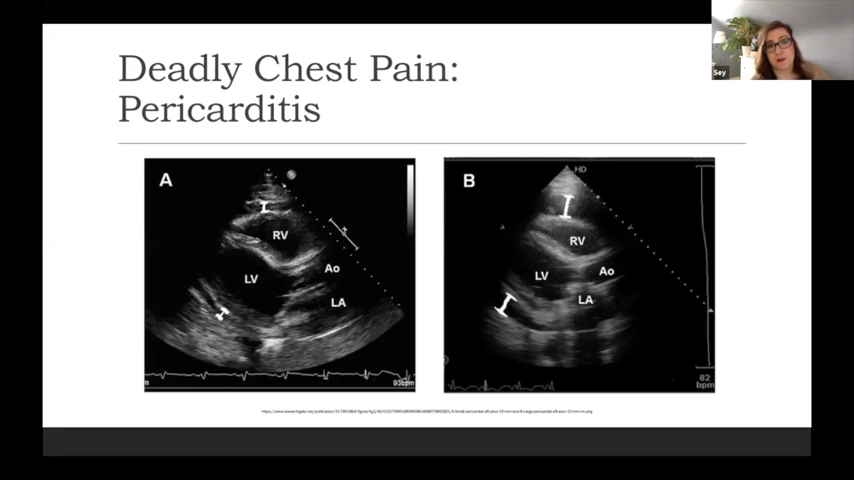 Deadly Chest Pain:
Pericarditis
Sey
A
RV
LV
Ao
LA
93bpm
B
HD
RV
LV
Ao
LA
82
bpm